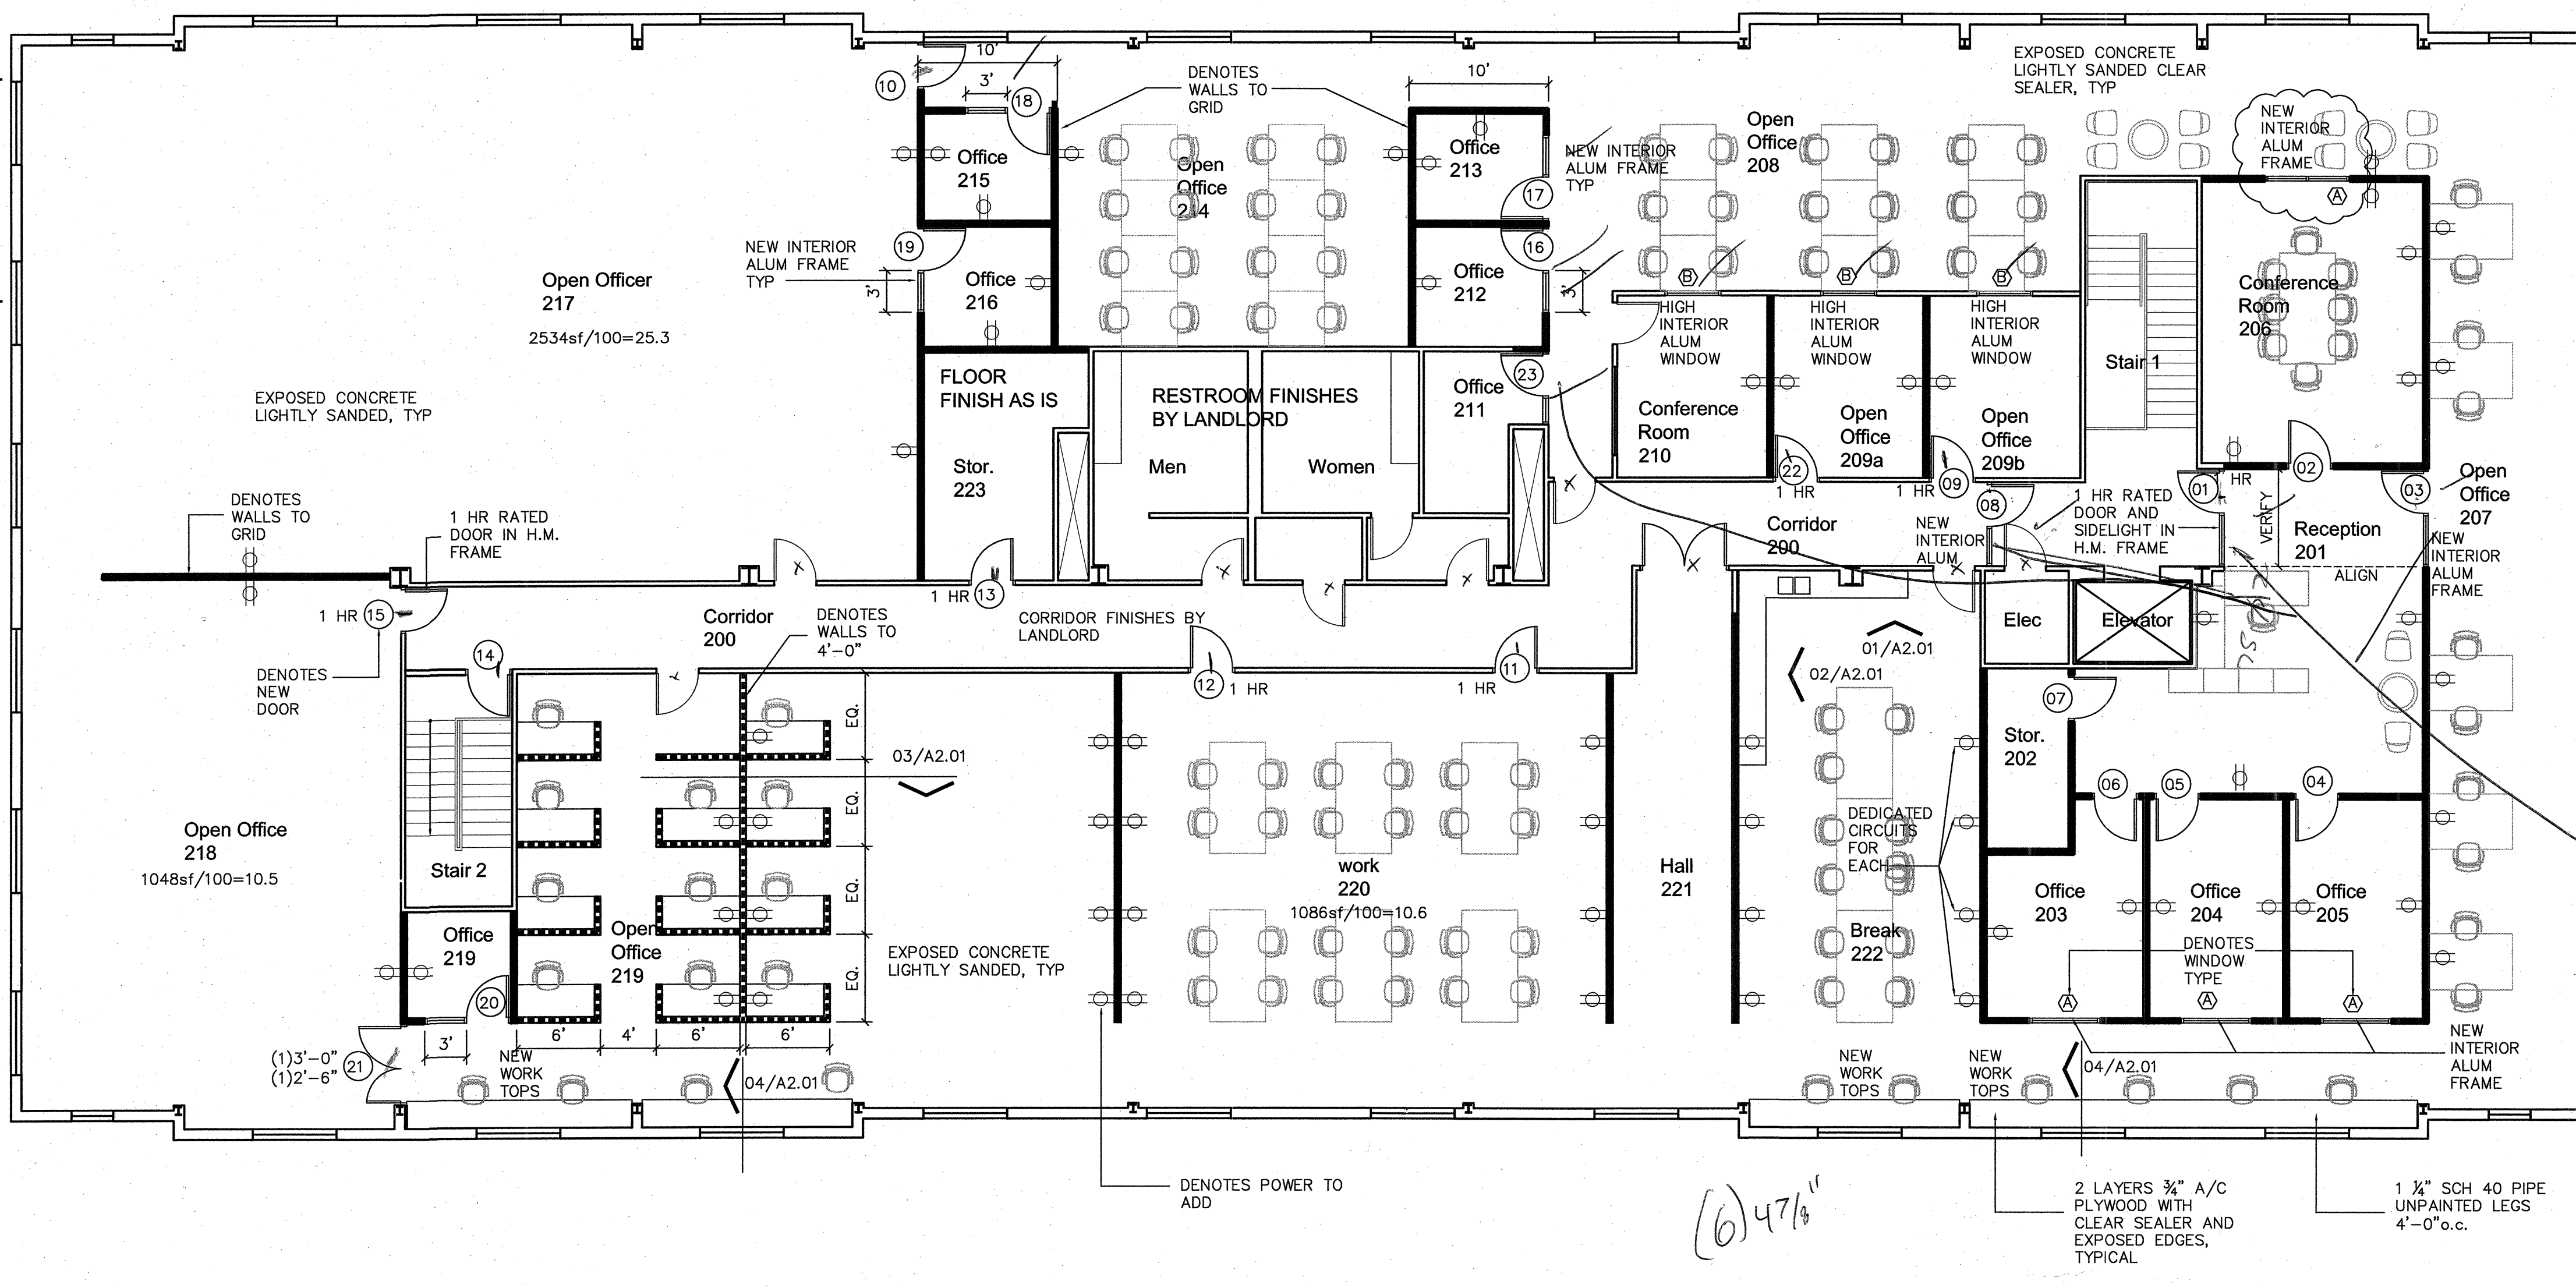 10'
3'
10
18
DENOTES
WALLS TO
GRID
10'
EXPOSED CONCRETE
LIGHTLY SANDED CLEAR
SEALER, TYP
NEW
INTERIOR
ALUM
FRAME
A
Office
215
Open
Office
214
Office
213
17
NEW INTERIOR
ALUM FRAME
TYP
Open
Office
208
19
NEW INTERIOR
ALUM FRAME
TYP
3'
Office
216
16
Office
212
3'
B
B
B
HIGH
INTERIOR
ALUM
WINDOW
HIGH
INTERIOR
ALUM
WINDOW
HIGH
INTERIOR
ALUM
WINDOW
Conference
Room
206
Stair 1
Open Officer
217
2534sf/100=25.3
EXPOSED CONCRETE
LIGHTLY SANDED, TYP
FLOOR
FINISH AS IS
Stor.
223
RESTROOM FINISHES
BY LANDLORD
Men
Women
Office
211
23
Conference
Room
210
Open
Office
209a
Open
Office
209b
22
1 HR
1 HR
09
08
01
HR
02
03
Open
Office
207
DENOTES
WALLS TO
GRID
1 HR RATED
DOOR IN H.M.
FRAME
Corridor
200
NEW
INTERIOR
ALUM
1 HR RATED
DOOR AND
SIDELIGHT IN
H.M. FRAME
VERIFY
Reception
201
ALIGN
NEW
INTERIOR
ALUM
FRAME
1 HR
15
1 HR
13
Corridor
200
DENOTES
WALLS TO
4'-0"
CORRIDOR FINISHES BY
LANDLORD
Elec
Elevator
14
DENOTES
NEW
DOOR
12
1 HR
1 HR
11
01/A2.01
02/A2.01
07
Stor.
202
EQ.
EQ.
EQ.
EQ.
03/A2.01
06
05
04
Open Office
218
1048sf/100=10.5
Stair 2
DEDICATED
CIRCUITS
FOR
EACH
work
220
1086sf/100=10.6
Hall
221
Break
222
Office
203
Office
204
Office
205
Office
219
Open
Office
219
EXPOSED CONCRETE
LIGHTLY SANDED, TYP
DENOTES
WINDOW
TYPE
A
A
A
20
6'
4'
6'
6'
3'
(1)3'-0"
(1)2'-6"
21
NEW
WORK
TOPS
04/A2.01
NEW
WORK
TOPS
NEW
WORK
TOPS
04/A2.01
NEW
INTERIOR
ALUM
FRAME
DENOTES POWER TO
ADD
(6) 47/8"
2 LAYERS ¾" A/C
PLYWOOD WITH
CLEAR SEALER AND
EXPOSED EDGES,
TYPICAL
1 ¼" SCH 40 PIPE
UNPAINTED LEGS
4'-0"o.c.